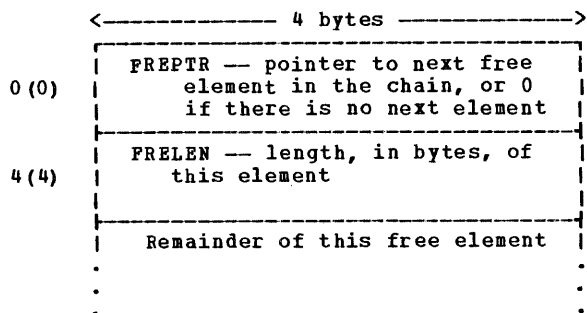 4 bytes
0(0) FREPTR -- pointer to next free
element in the chain, or 0
if there is no next element
4(4) FRELEN -- length, in bytes, of
this element
Remainder of this free element